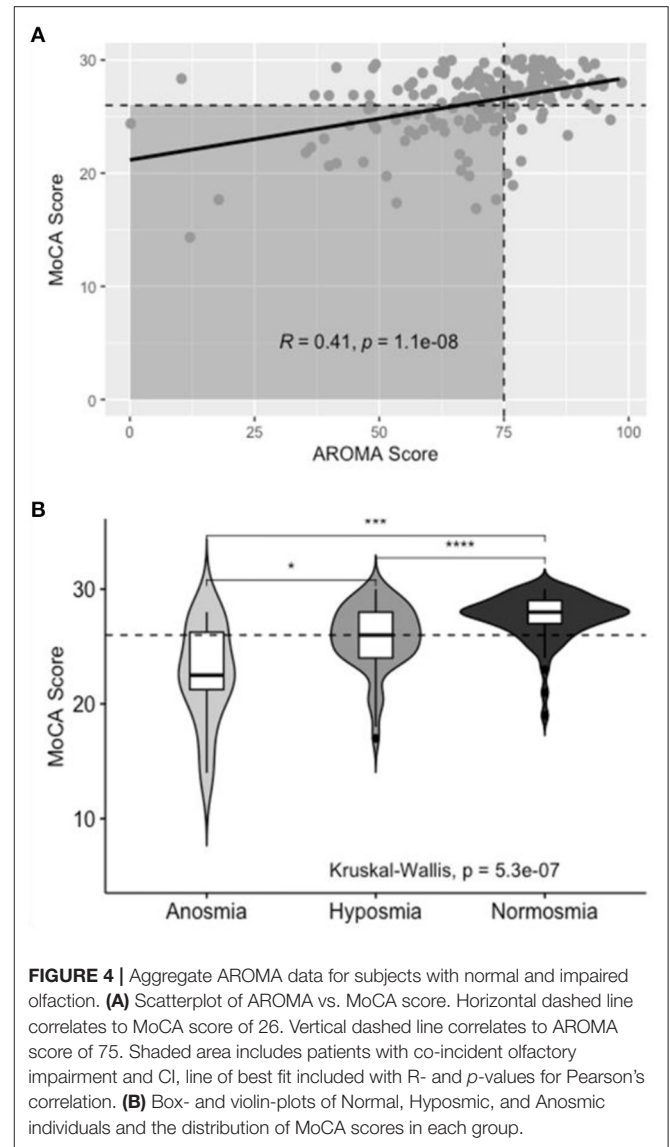 A
30
20
10
0
MoCA Score
R = 0.41, p = 1.1e-08
0 25 50 75 100
AROMA Score
B
***
****
*
30
20
10
MoCA Score
Kruskal-Wallis, p = 5.3e-07
Anosmia Hyposmia Normosmia
FIGURE 4 | Aggregate AROMA data for subjects with normal and impaired
olfaction. (A) Scatterplot of AROMA vs. MoCA score. Horizontal dashed line
correlates to MoCA score of 26. Vertical dashed line correlates to AROMA
score of 75. Shaded area includes patients with co-incident olfactory
impairment and CI, line of best fit included with R- and p-values for Pearson's
correlation. (B) Box- and violin-plots of Normal, Hyposmic, and Anosmic
individuals and the distribution of MoCA scores in each group.